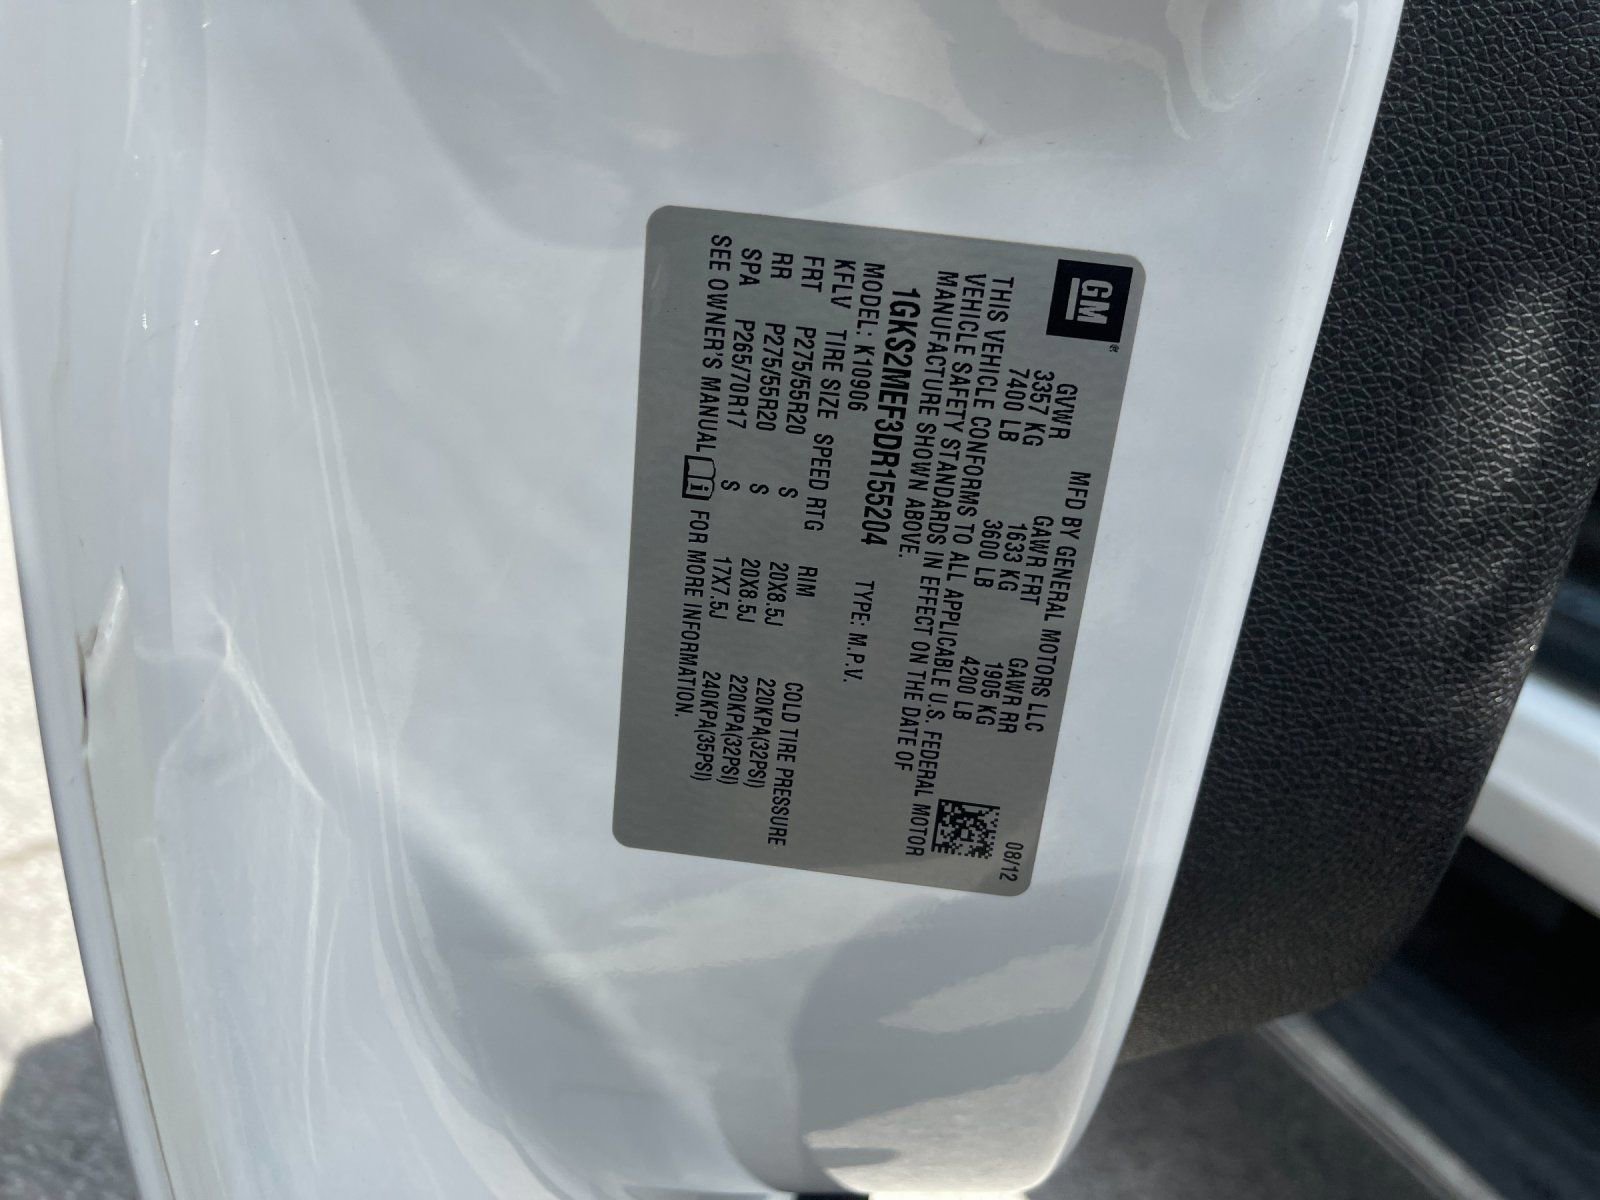 GM®
MFD BY GENERAL MOTORS LLC 08/12
GVWR GAWR FRT GAWR RR
3357 KG 1633 KG 1905 KG
7400 LB 3600 LB 4200 LB
THIS VEHICLE CONFORMS TO ALL APPLICABLE U.S. FEDERAL MOTOR
VEHICLE SAFETY STANDARDS IN EFFECT ON THE DATE OF
MANUFACTURE SHOWN ABOVE.
1GKS2MEF3DR155204 TYPE: M.P.V.
MODEL: K10906
KFLV TIRE SIZE SPEED RTG RIM COLD TIRE PRESSURE
FRT P275/55R20 S 20X8.5J 220KPA(32PSI)
RR P275/55R20 S 20X8.5J 220KPA(32PSI)
SPA P265/70R17 S 17X7.5J 240KPA(35PSI)
SEE OWNER'S MANUAL i FOR MORE INFORMATION.